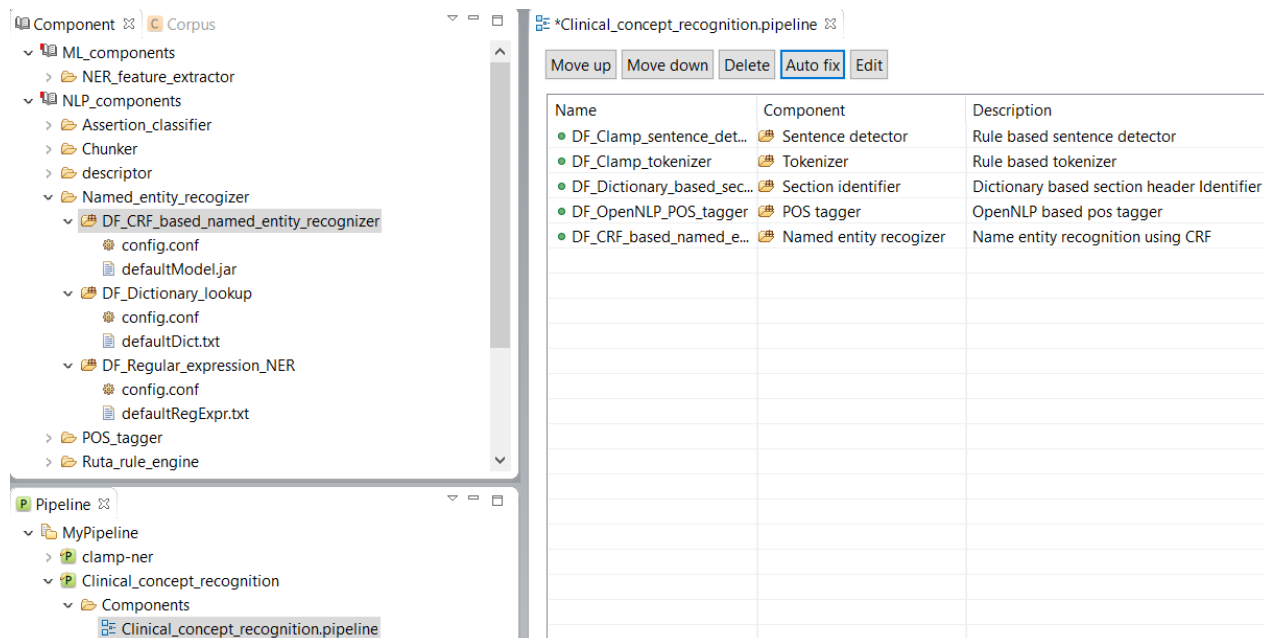 Component
Corpus
ML_components
NER_feature_extractor
NLP_components
Assertion_classifier
Chunker
descriptor
Named_entity_recogizer
DF_CRF_based_named_entity_recognizer
config.conf
defaultModel.jar
DF_Dictionary_lookup
config.conf
defaultDict.txt
DF_Regular_expression_NER
config.conf
defaultRegExpr.txt
POS_tagger
Ruta_rule_engine
Pipeline
MyPipeline
clamp-ner
Clinical_concept_recognition
Components
Clinical_concept_recognition.pipeline
*Clinical_concept_recognition.pipeline
Move up Move down Delete Auto fix Edit
Name Component Description
DF_Clamp_sentence_det... Sentence detector Rule based sentence detector
DF_Clamp_tokenizer Tokenizer Rule based tokenizer
DF_Dictionary_based_sec... Section identifier Dictionary based section header Identifier
DF_OpenNLP_POS_tagger POS tagger OpenNLP based pos tagger
DF_CRF_based_named_e... Named entity recogizer Name entity recognition using CRF